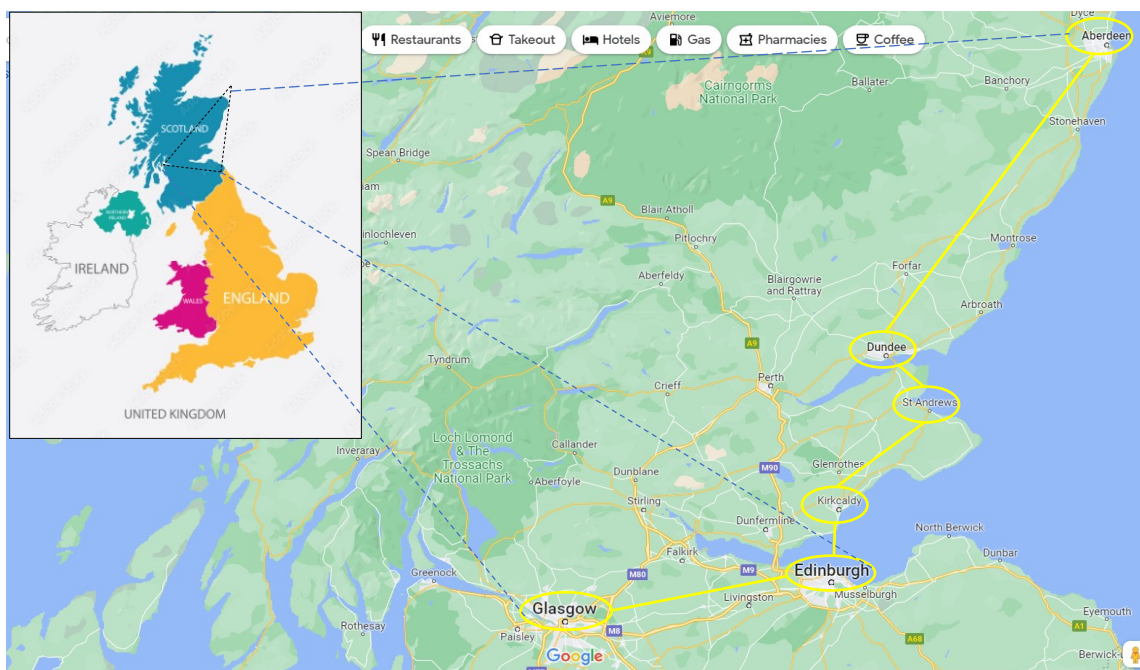 Restaurants
Takeout
Hotels
Gas
Pharmacies
Coffee
SCOTLAND
NORTHERN
IRELAND
IRELAND
WALES
ENGLAND
UNITED KINGDOM
Aviemore
Dyce
Aberdeen
Cairngorms
National Park
Ballater
Banchory
Stonehaven
Spean Bridge
A9
Blair Atholl
Pitlochry
Montrose
Aberfeldy
Blairgowrie
and Rattray
Forfar
Arbroath
A9
Dundee
Tyndrum
Crieff
Perth
St Andrews
Loch Lomond
& The
Trossachs
National Park
Inveraray
Callander
Aberfoyle
Dunblane
M90
Glenrothes
Stirling
Kirkcaldy
Dunfermline
North Berwick
Falkirk
Dunbar
Greenock
M80
M9
Edinburgh
Musselburgh
Livingston
Glasgow
Eyemouth
Rothesay
Paisley
M8
A68
A1
Google